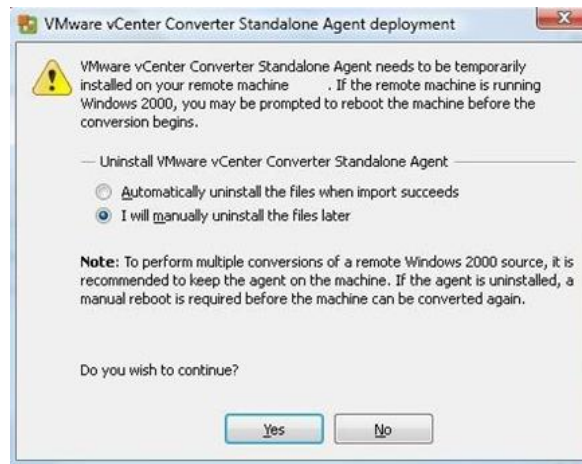 VMware vCenter Converter Standalone Agent deployment
VMware vCenter Converter Standalone Agent needs to be temporarily
installed on your remote machine . If the remote machine is running
Windows 2000, you may be prompted to reboot the machine before the
conversion begins.
Uninstall VMware vCenter Converter Standalone Agent
Automatically uninstall the files when import succeeds
I will manually uninstall the files later
Note: To perform multiple conversions of a remote Windows 2000 source, it is
recommended to keep the agent on the machine. If the agent is uninstalled, a
manual reboot is required before the machine can be converted again.
Do you wish to continue?
Yes No